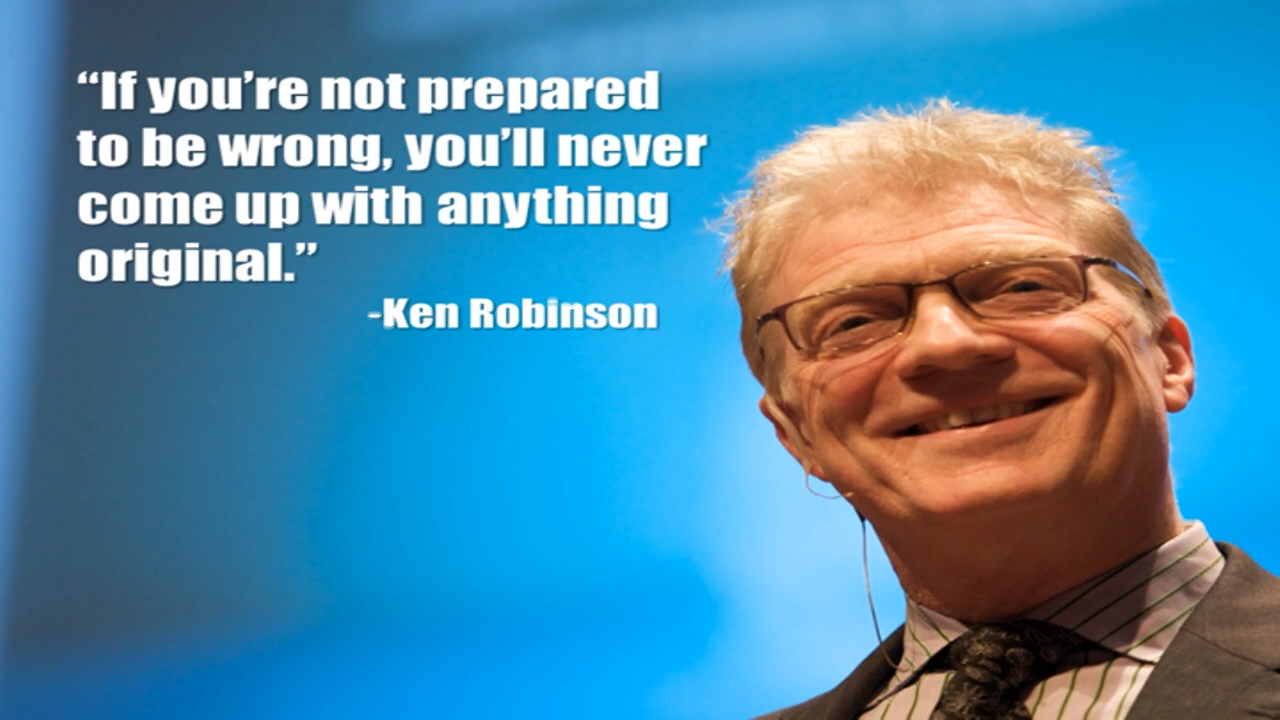 “If you’re not prepared
to be wrong, you’ll never
come up with anything
original.”
-Ken Robinson